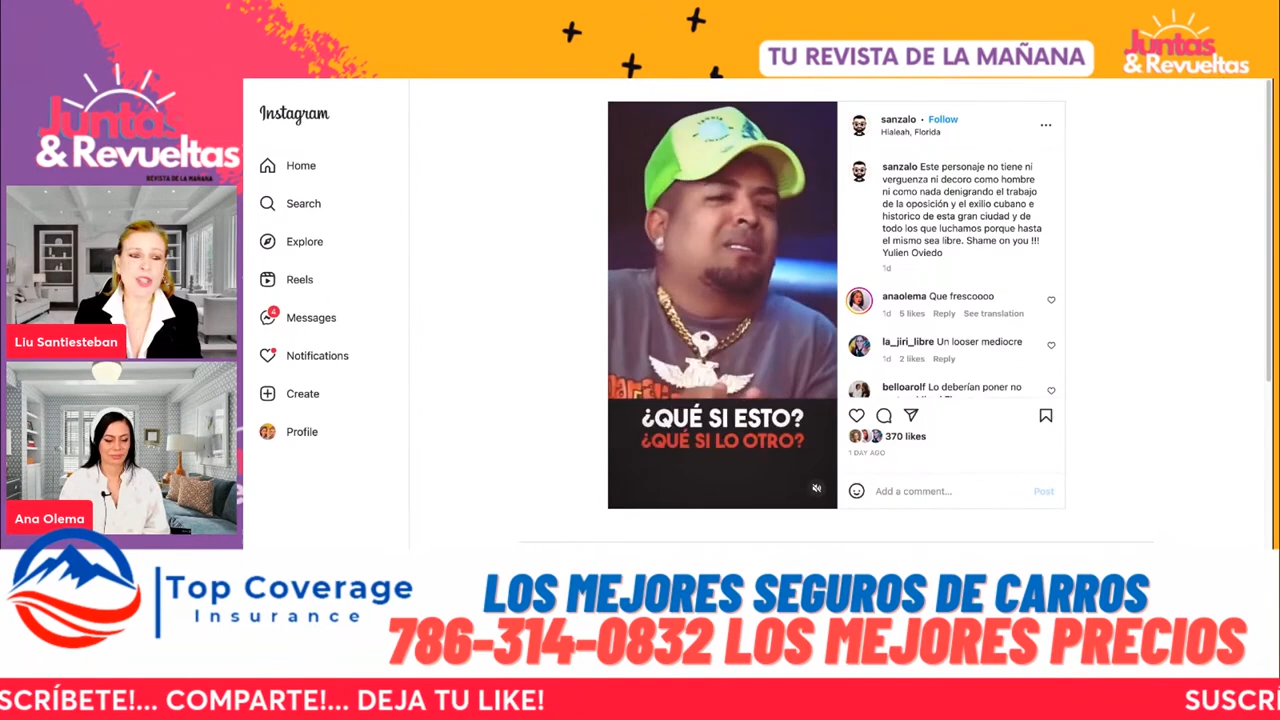 TU REVISTA DE LA MAÑANA
Juntas
& Revueltas
Juntas
& Revueltas
REVISTA DE LA MAÑANA
Liu Santiesteban
Ana Olema
Instagram
Home
Search
Explore
Reels
4
Messages
Notifications
Create
Profile
¿QUÉ SI ESTO?
¿QUÉ SI LO OTRO?
sanzalo • Follow
Hialeah, Florida
sanzalo Este personaje no tiene ni
verguenza ni decoro como hombre
ni como nada denigrando el trabajo
de la oposición y el exilio cubano e
historico de esta gran ciudad y de
todo los que luchamos porque hasta
el mismo sea libre. Shame on you !!!
Yulien Oviedo
1d
anaolema Que frescoooo
1d 5 likes Reply See translation
la_jiri_libre Un looser mediocre
1d 2 likes Reply
belloarolf Lo deberían poner no
370 likes
1 DAY AGO
Add a comment... Post
Top Coverage
Insurance
LOS MEJORES SEGUROS DE CARROS
786-314-0832 LOS MEJORES PRECIOS
SCRÍBETE!... COMPARTE!... DEJA TU LIKE! SUSCRÍ